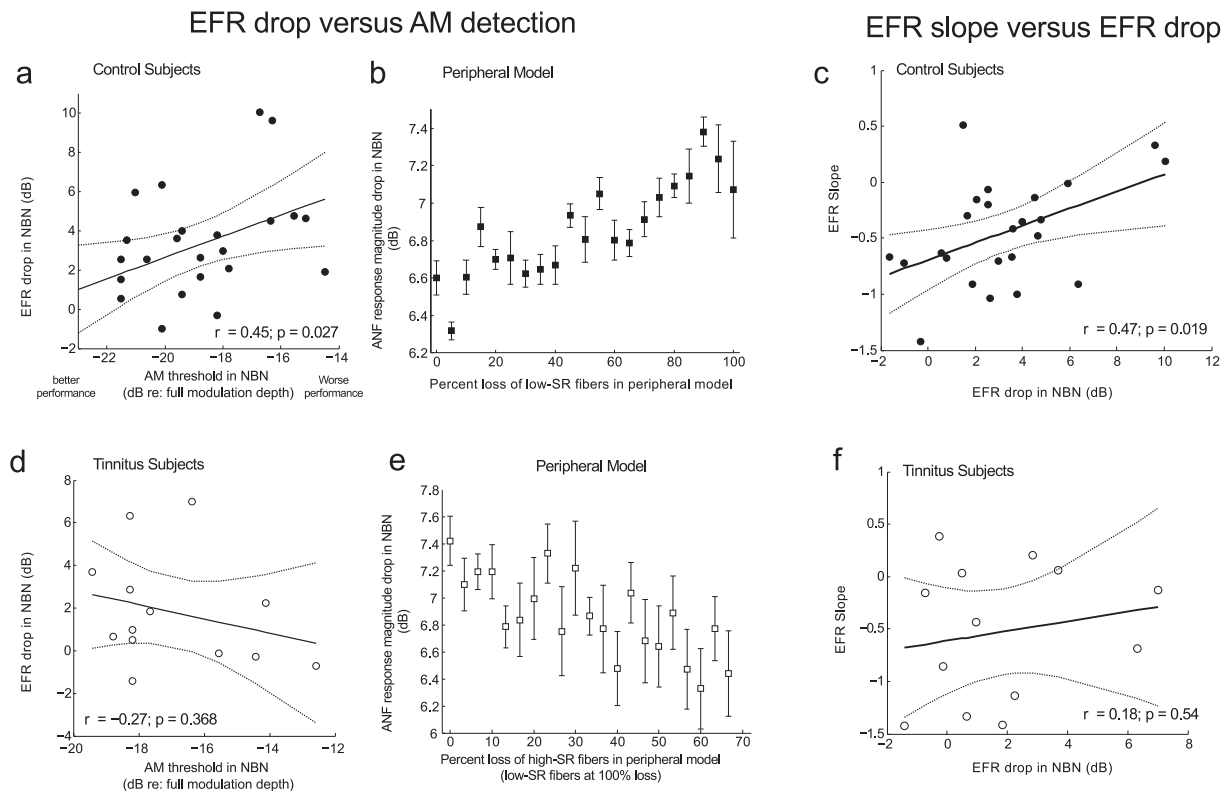 EFR drop versus AM detection
EFR slope versus EFR drop
a
Control Subjects
EFR drop in NBN (dB)
10
8
6
4
2
0
−2
−22
−20
−18
−16
−14
r = 0.45; p = 0.027
better
performance
AM threshold in NBN
(dB re: full modulation depth)
Worse
performance
b
Peripheral Model
ANF response magnitude drop in NBN
(dB)
7.4
7.2
7
6.8
6.6
6.4
6.2
0
20
40
60
80
100
Percent loss of low-SR fibers in peripheral model
c
Control Subjects
EFR Slope
1
0.5
0
−0.5
−1
−1.5
−2
0
2
4
6
8
10
12
r = 0.47; p = 0.019
EFR drop in NBN (dB)
d
Tinnitus Subjects
EFR drop in NBN (dB)
8
6
4
2
0
−2
4
−20
−18
−16
−14
−12
r = −0.27; p = 0.368
AM threshold in NBN
(dB re: full modulation depth)
e
Peripheral Model
ANF response magnitude drop in NBN
(dB)
7.8
7.6
7.4
7.2
7
6.8
6.6
6.4
6.2
6
0
10
20
30
40
50
60
70
Percent loss of high-SR fibers in peripheral model
(low-SR fibers at 100% loss)
f
Tinnitus Subjects
EFR Slope
1
0.5
0
−0.5
−1
−1.5
−2
0
2
4
6
8
r = 0.18; p = 0.54
EFR drop in NBN (dB)